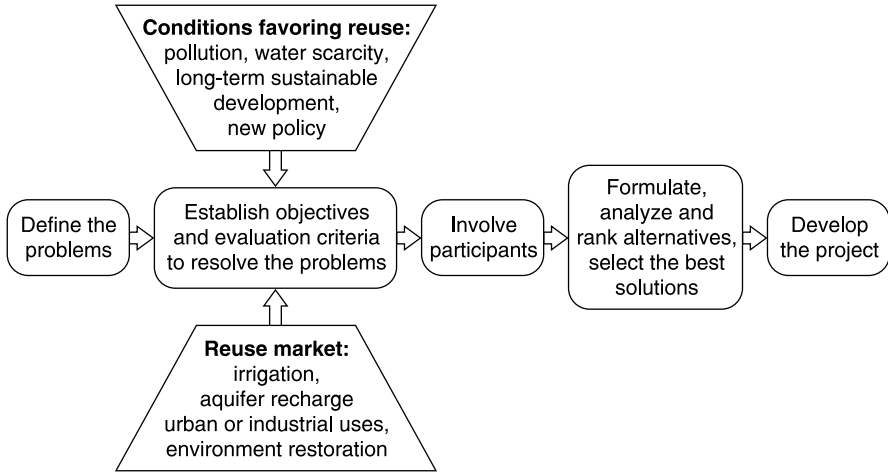 Conditions favoring reuse:
pollution, water scarcity,
long-term sustainable
development,
new policy
Define the
problems
Establish objectives
and evaluation criteria
to resolve the problems
Involve
participants
Formulate,
analyze and
rank alternatives,
select the best
solutions
Develop
the project
Reuse market:
irrigation,
aquifer recharge
urban or industrial uses,
environment restoration